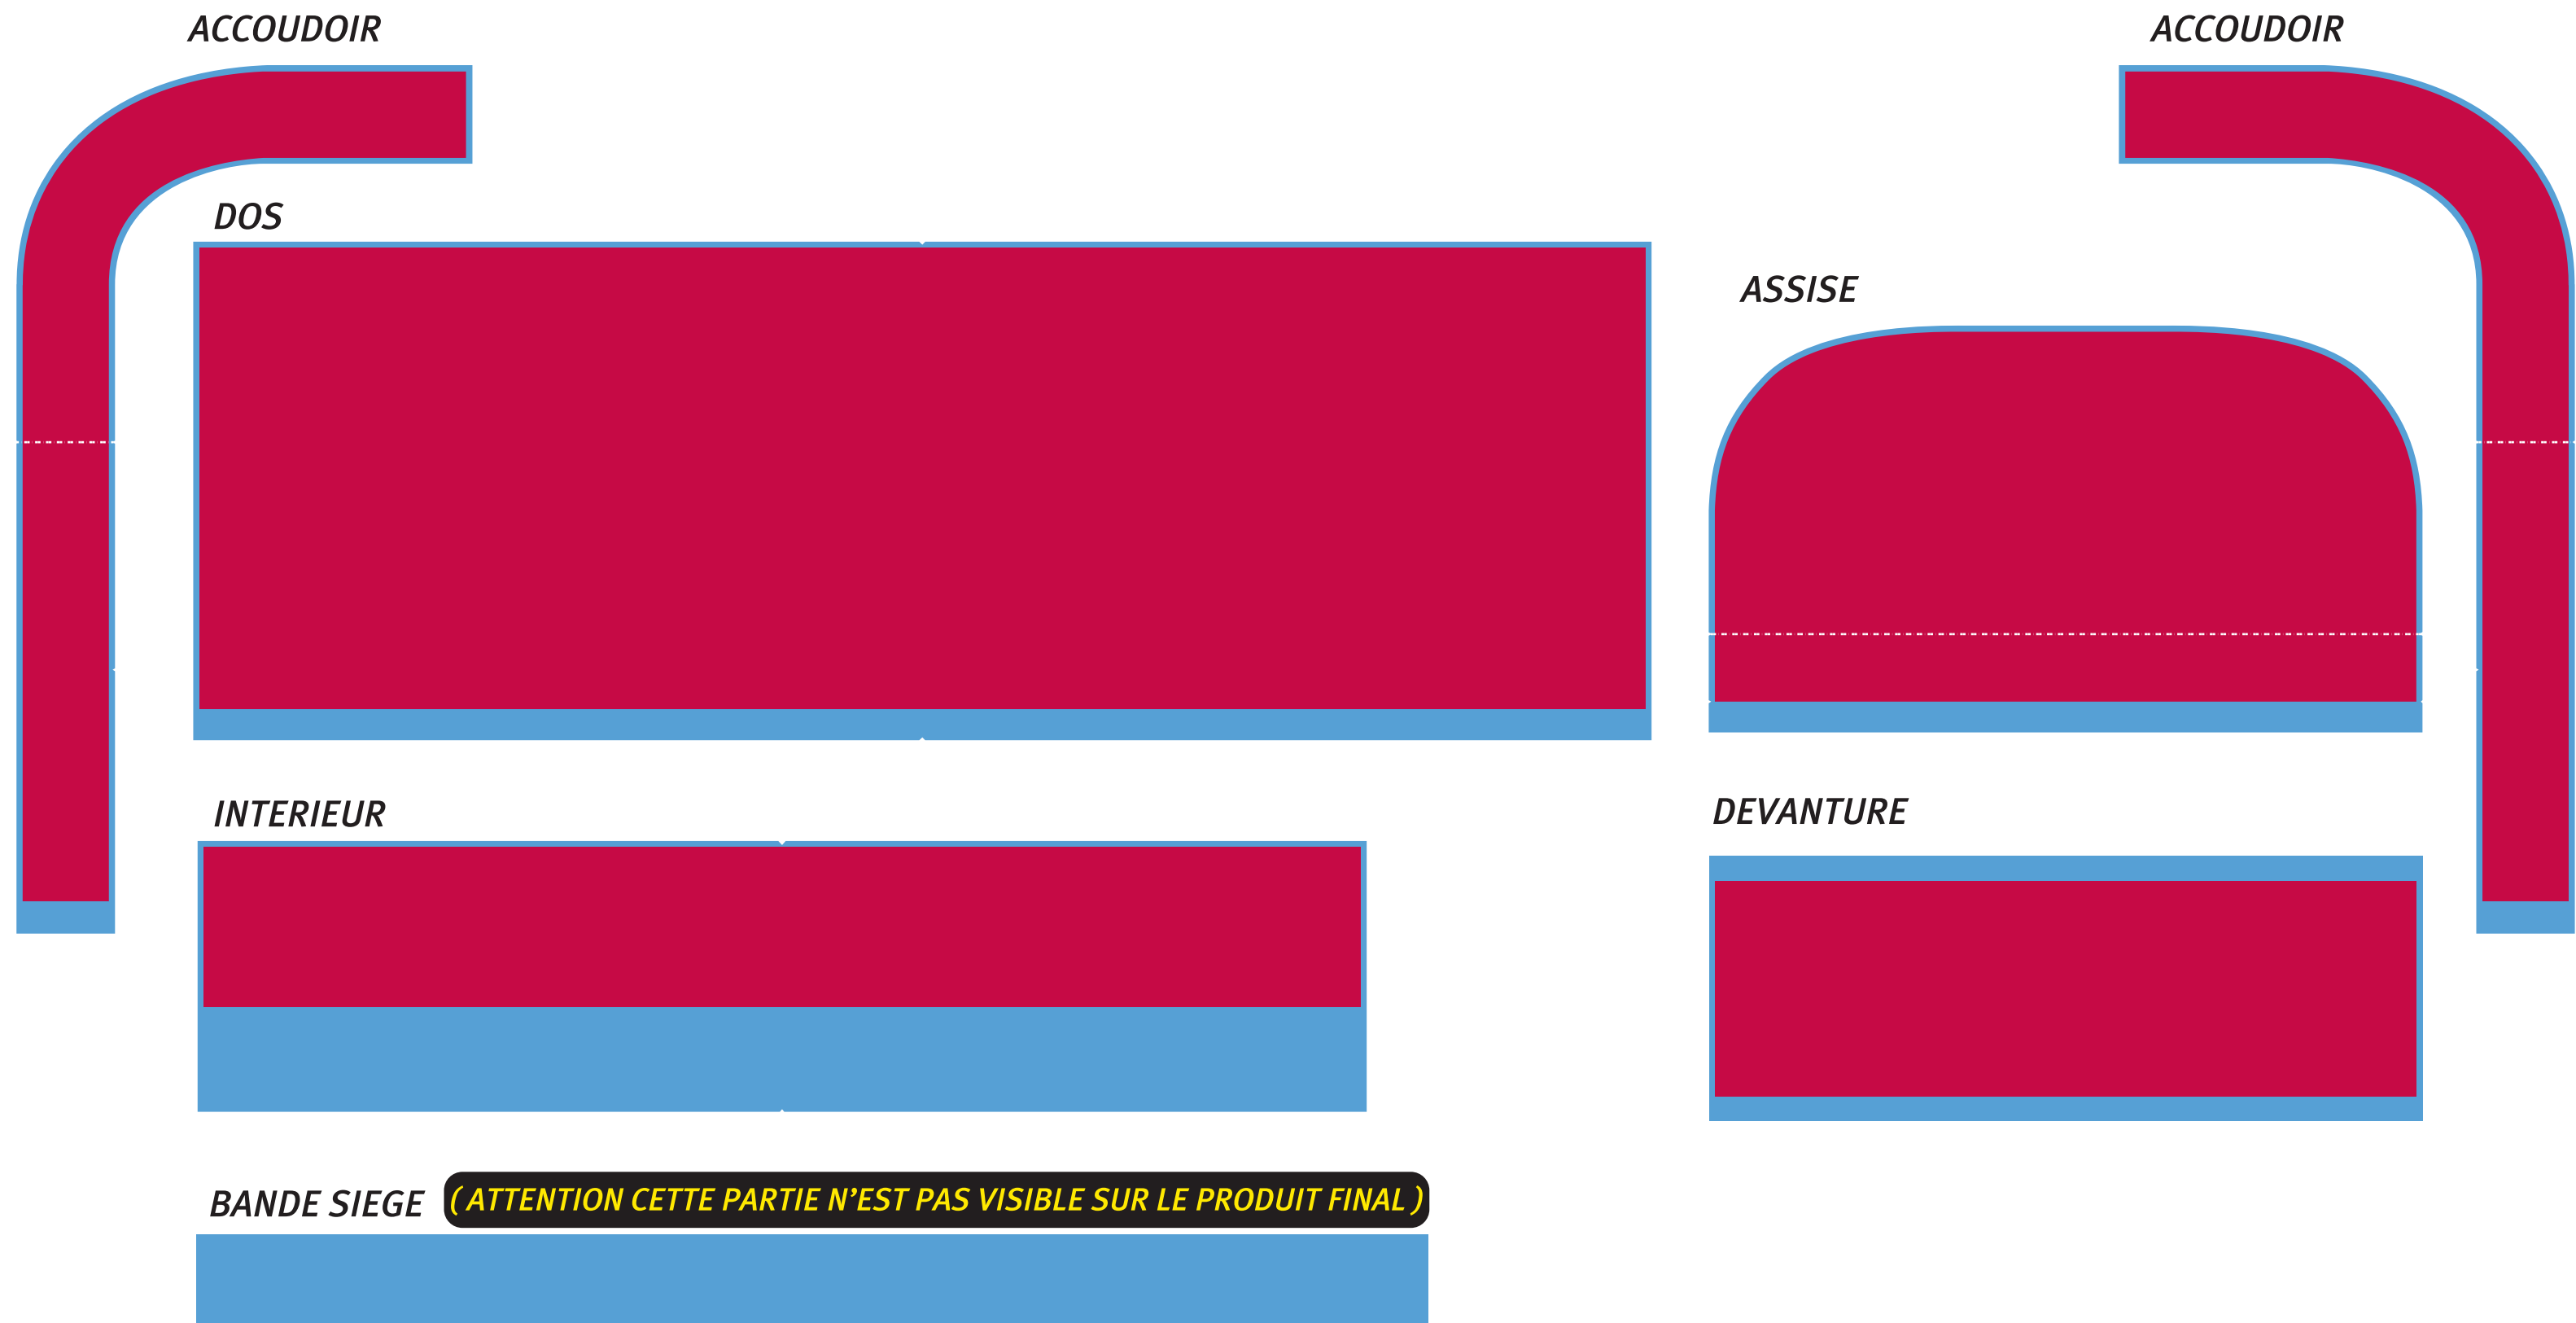 ACCOUDOIR
ACCOUDOIR
DOS
ASSISE
INTERIEUR
DEVANTURE
BANDE SIEGE
( ATTENTION CETTE PARTIE N’EST PAS VISIBLE SUR LE PRODUIT FINAL )